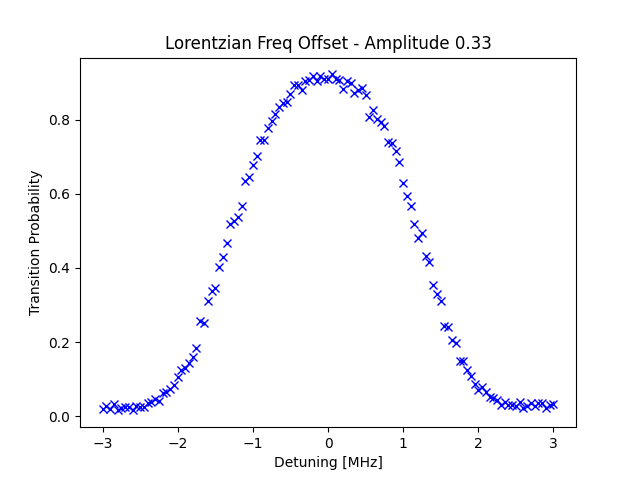 Lorentzian Freq Offset - Amplitude 0.33
Transition Probability
0.8
0.6
0.4
0.2
0.0
−3 −2 −1 0 1 2 3
Detuning [MHz]